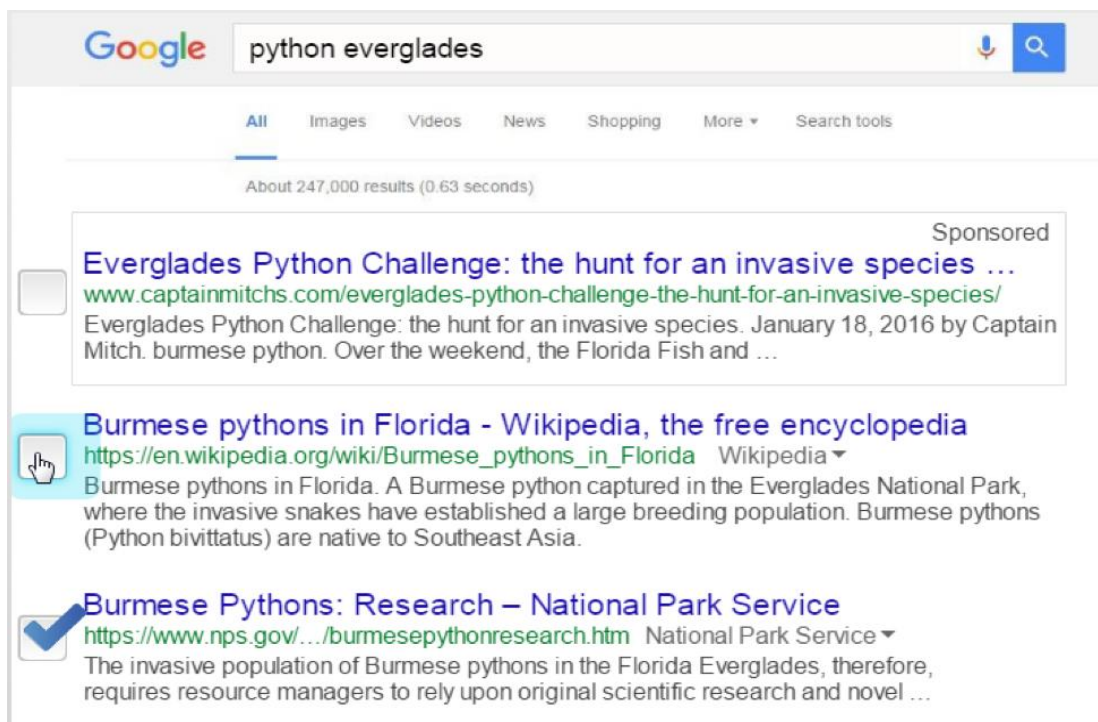 Google python everglades
All Images Videos News Shopping More Search tools
About 247,000 results (0.63 seconds)
Sponsored
Everglades Python Challenge: the hunt for an invasive species ...
www.captainmitchs.com/everglades-python-challenge-the-hunt-for-an-invasive-species/
Everglades Python Challenge: the hunt for an invasive species. January 18, 2016 by Captain
Mitch. burmese python. Over the weekend, the Florida Fish and ...
Burmese pythons in Florida - Wikipedia, the free encyclopedia
https://en.wikipedia.org/wiki/Burmese_pythons_in_Florida Wikipedia
Burmese pythons in Florida. A Burmese python captured in the Everglades National Park,
where the invasive snakes have established a large breeding population. Burmese pythons
(Python bivittatus) are native to Southeast Asia.
Burmese Pythons: Research – National Park Service
https://www.nps.gov/.../burmesepythonresearch.htm National Park Service
The invasive population of Burmese pythons in the Florida Everglades, therefore,
requires resource managers to rely upon original scientific research and novel ...